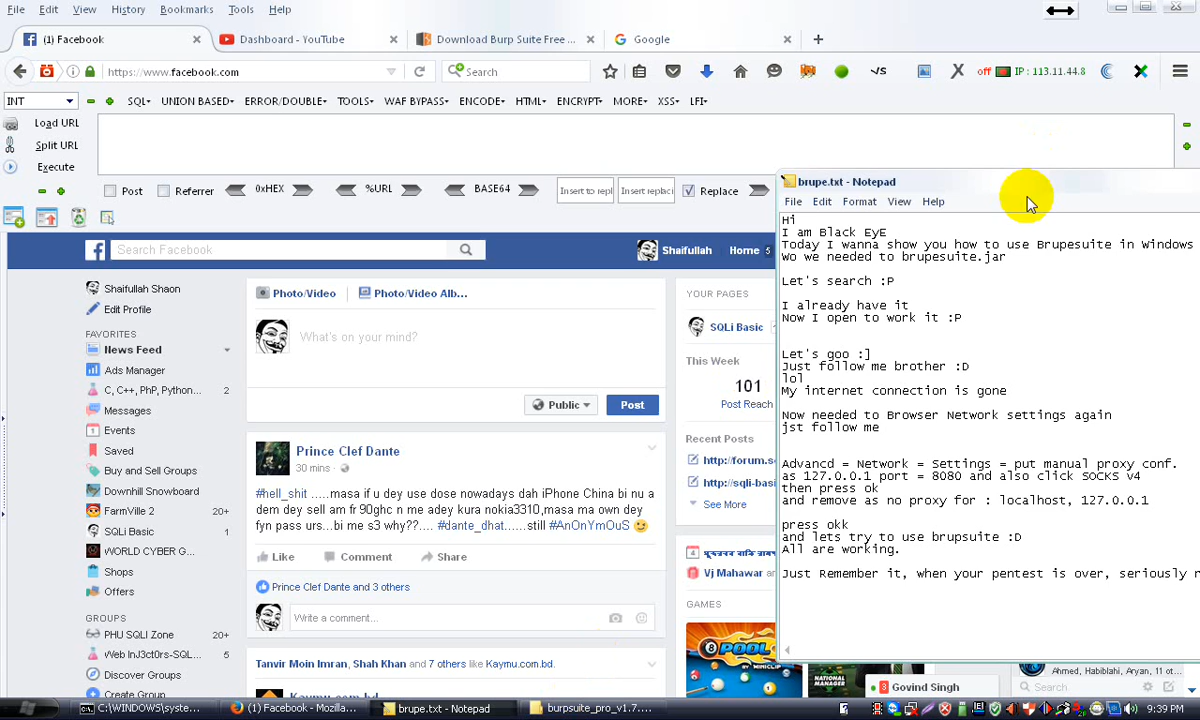 File Edit View History Bookmarks Tools Help
(1) Facebook
Dashboard - YouTube
Download Burp Suite Free ...
Google
https://www.facebook.com
Search
off IP : 113.11.44.8
INT
SQL UNION BASED ERROR/DOUBLE TOOLS WAF BYPASS ENCODE HTML ENCRYPT MORE XSS LFI
Load URL
Split URL
Execute
Post Referrer 0xHEX %URL BASE64 Insert to repl Insert replaci Replace
Search Facebook
Shaifullah Home 5
Shaifullah Shaon
Edit Profile
FAVORITES
News Feed
Ads Manager
C, C++, PhP, Python... 2
Messages
Events
Saved
Buy and Sell Groups
Downhill Snowboard
FarmVille 2
SQLi Basic 1
WORLD CYBER G...
Shops
Offers
GROUPS
PHU SQLI Zone 20+
Web InJ3ct0rs-SQL... 5
Discover Groups
Create Group
Photo/Video Photo/Video Alb...
What's on your mind?
Public Post
Prince Clef Dante
30 mins
#hell_shit .....masa if u dey use dose nowadays dah iPhone China bi nu a
dem dey sell am fr 90ghc n me adey kura nokia3310,masa ma own dey
fyn pass urs...bi me s3 why??.... #dante_dhat......still #AnOnYmOuS
Like Comment Share
Prince Clef Dante and 3 others
Write a comment...
Tanvir Moin Imran, Shah Khan and 7 others like Kaymu.com.bd.
Kaymu.com.bd
YOUR PAGES
SQLi Basic
This Week
101
Post Reach
Recent Posts
http://forum.s
http://sqli-basi
See More
Vj Mahawar
GAMES
brupe.txt - Notepad
File Edit Format View Help
Hi
I am Black EyE
Today I wanna show you how to use Brupesuite in Windows
Wo we needed to brupesuite.jar
Let's search :P
I already have it
Now I open to work it :P
Let's goo :]
Just follow me brother :D
lol
My internet connection is gone
Now needed to Browser Network settings again
jst follow me
Advancd = Network = Settings = put manual proxy conf.
as 127.0.0.1 port = 8080 and also click SOCKS v4
then press ok
and remove as no proxy for : localhost, 127.0.0.1
press okk
and lets try to use brupsuite :D
All are working.
Just Remember it, when your pentest is over, seriously
Ahmed, Habiblahi, Aryan, 11 ot...
3 Govind Singh
Search
C:\WINDOWS\syste...
(1) Facebook - Mozilla...
brupe.txt - Notepad
burpsuite_pro_v1.7....
9:39 PM